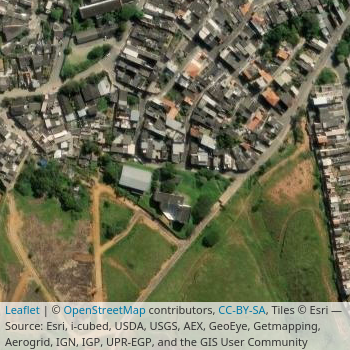 Leaflet | © OpenStreetMap contributors, CC-BY-SA, Tiles © Esri —
Source: Esri, i-cubed, USDA, USGS, AEX, GeoEye, Getmapping,
Aerogrid, IGN, IGP, UPR-EGP, and the GIS User Community